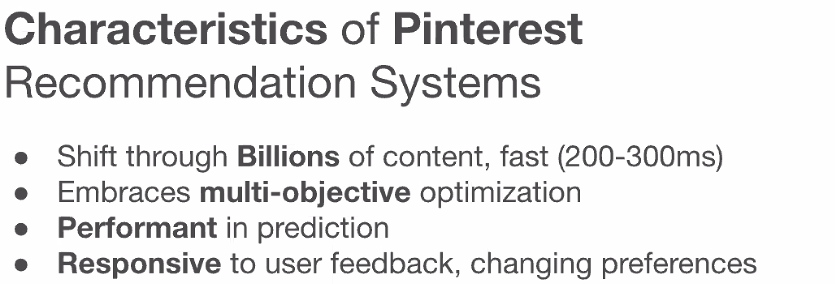 Characteristics of Pinterest
Recommendation Systems
● Shift through Billions of content, fast (200-300ms)
● Embraces multi-objective optimization
● Performant in prediction
● Responsive to user feedback, changing preferences